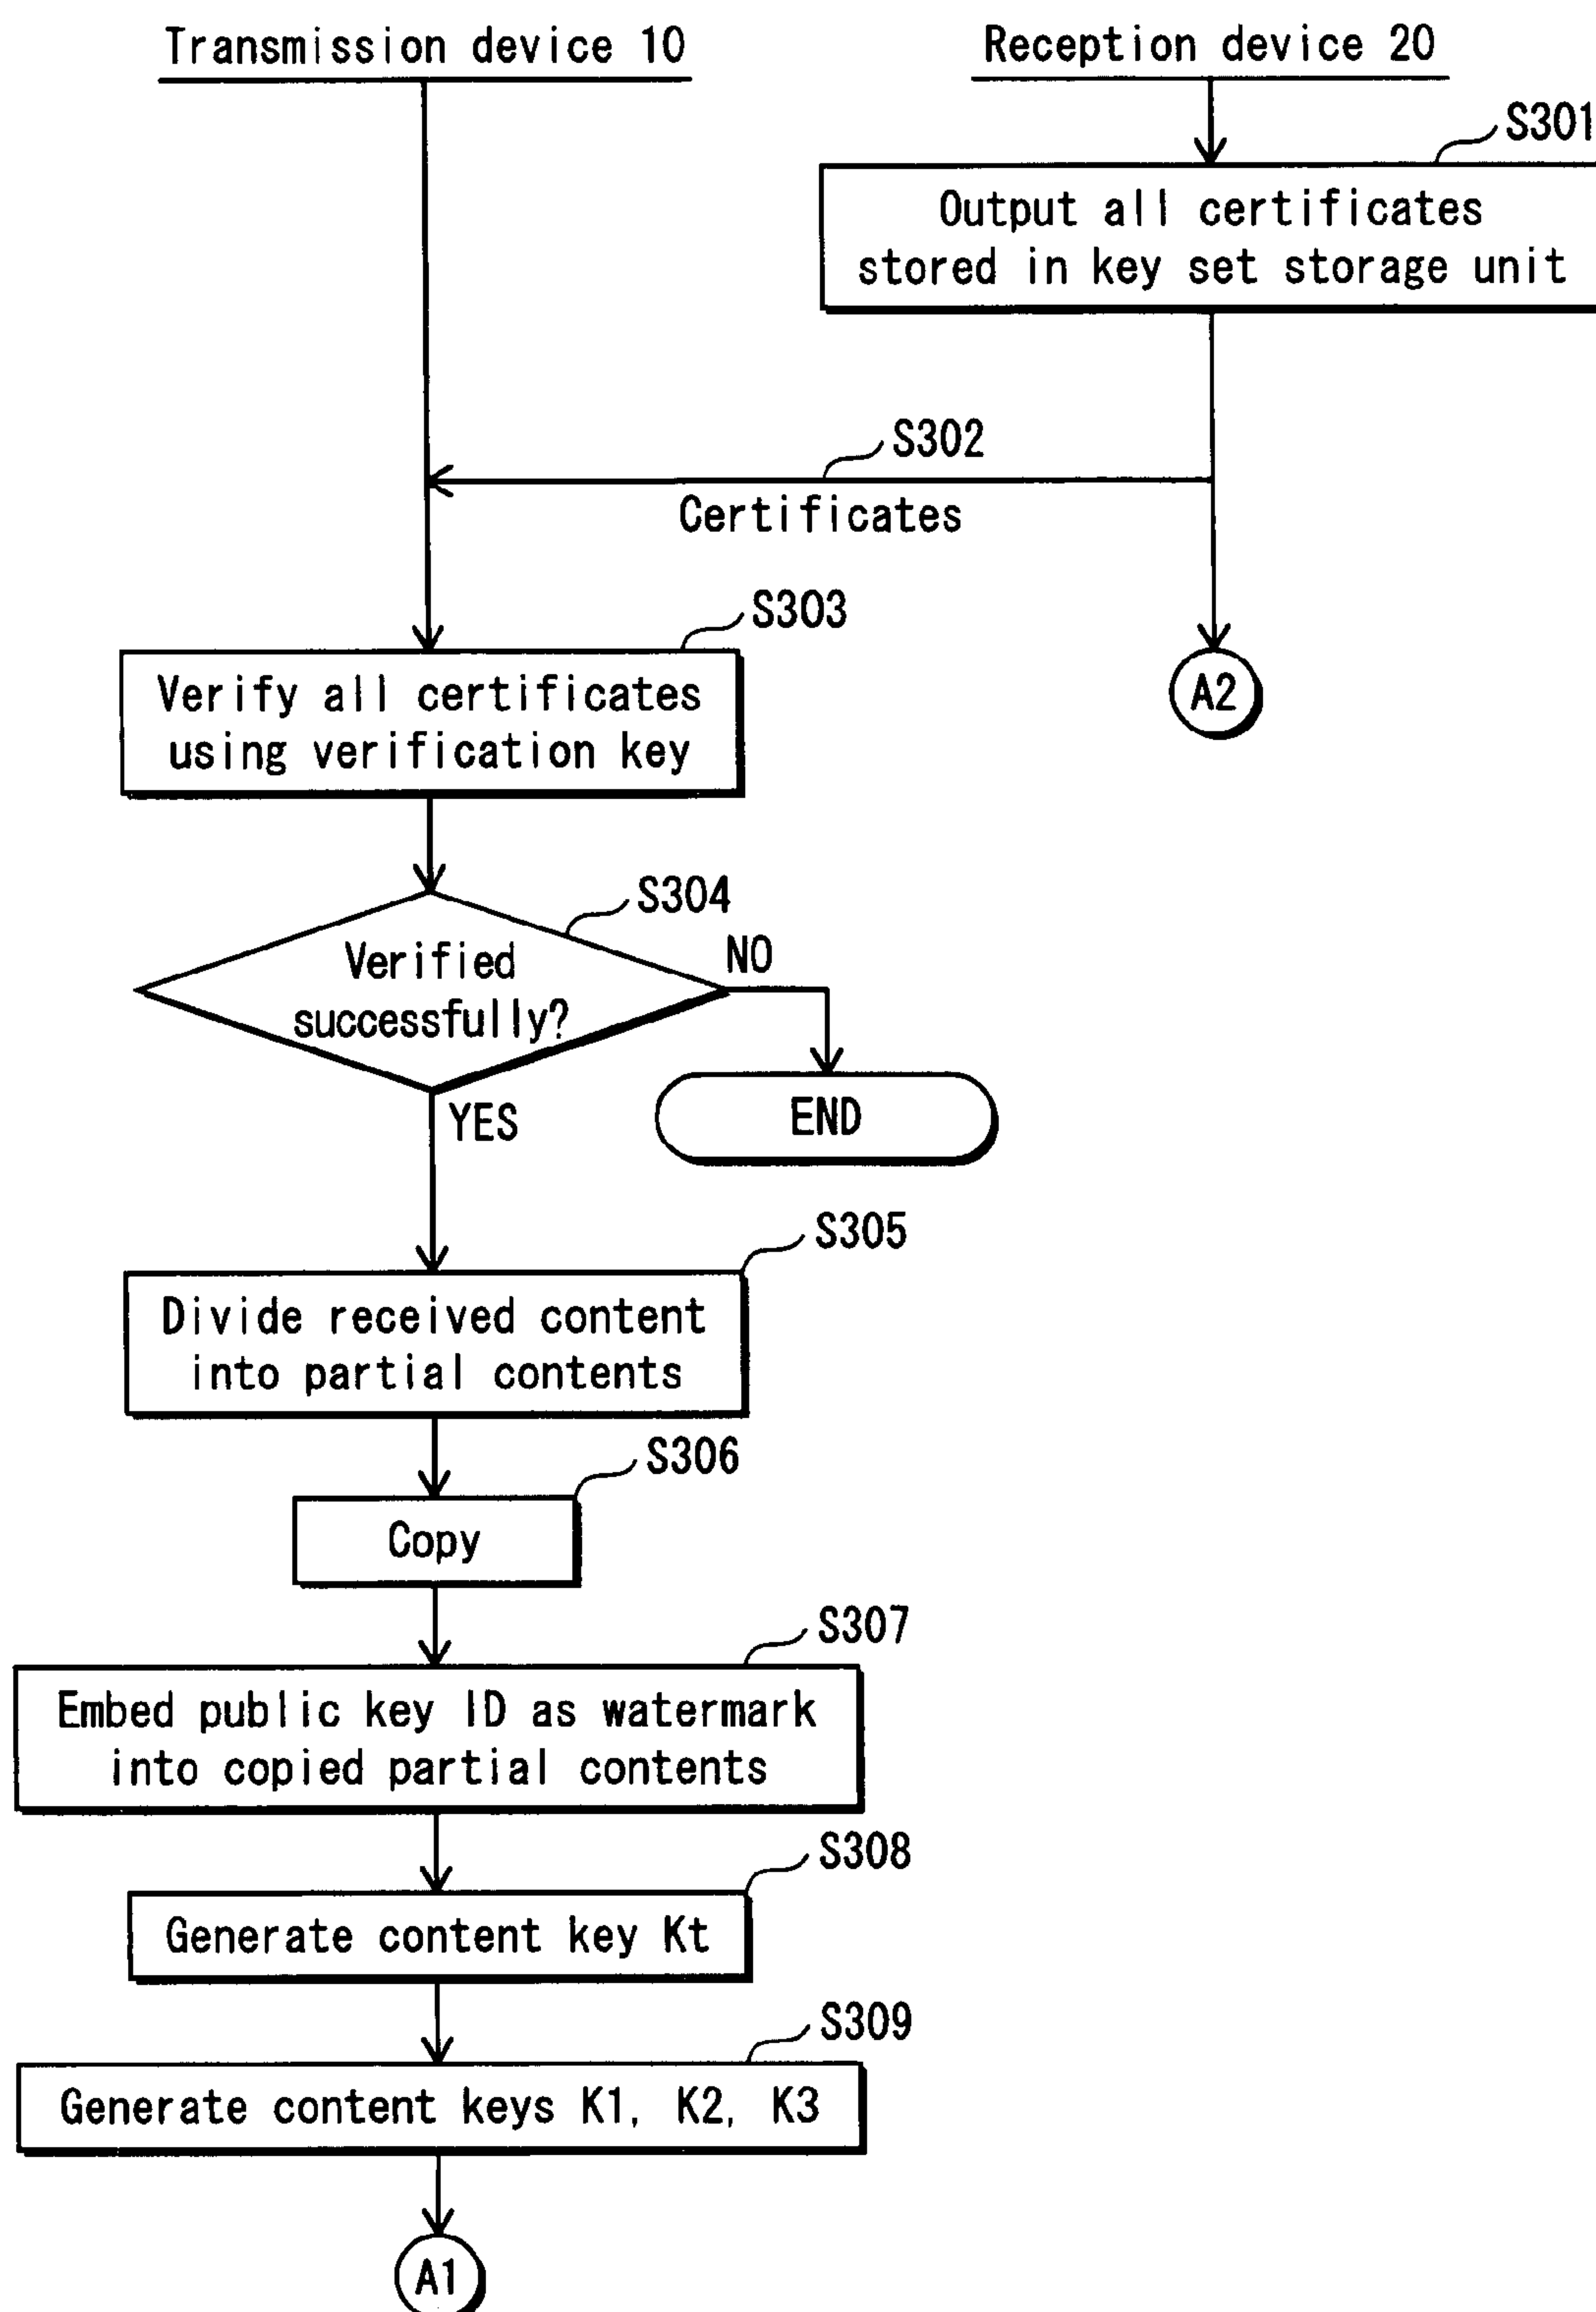 Transmission device 10
Reception device 20
S301
Output all certificates
stored in key set storage unit
S302
Certificates
S303
Verify all certificates
using verification key
A2
S304
Verified
successfully?
NO
END
YES
S305
Divide received content
into partial contents
S306
Copy
S307
Embed public key ID as watermark
into copied partial contents
S308
Generate content key Kt
S309
Generate content keys K1, K2, K3
A1